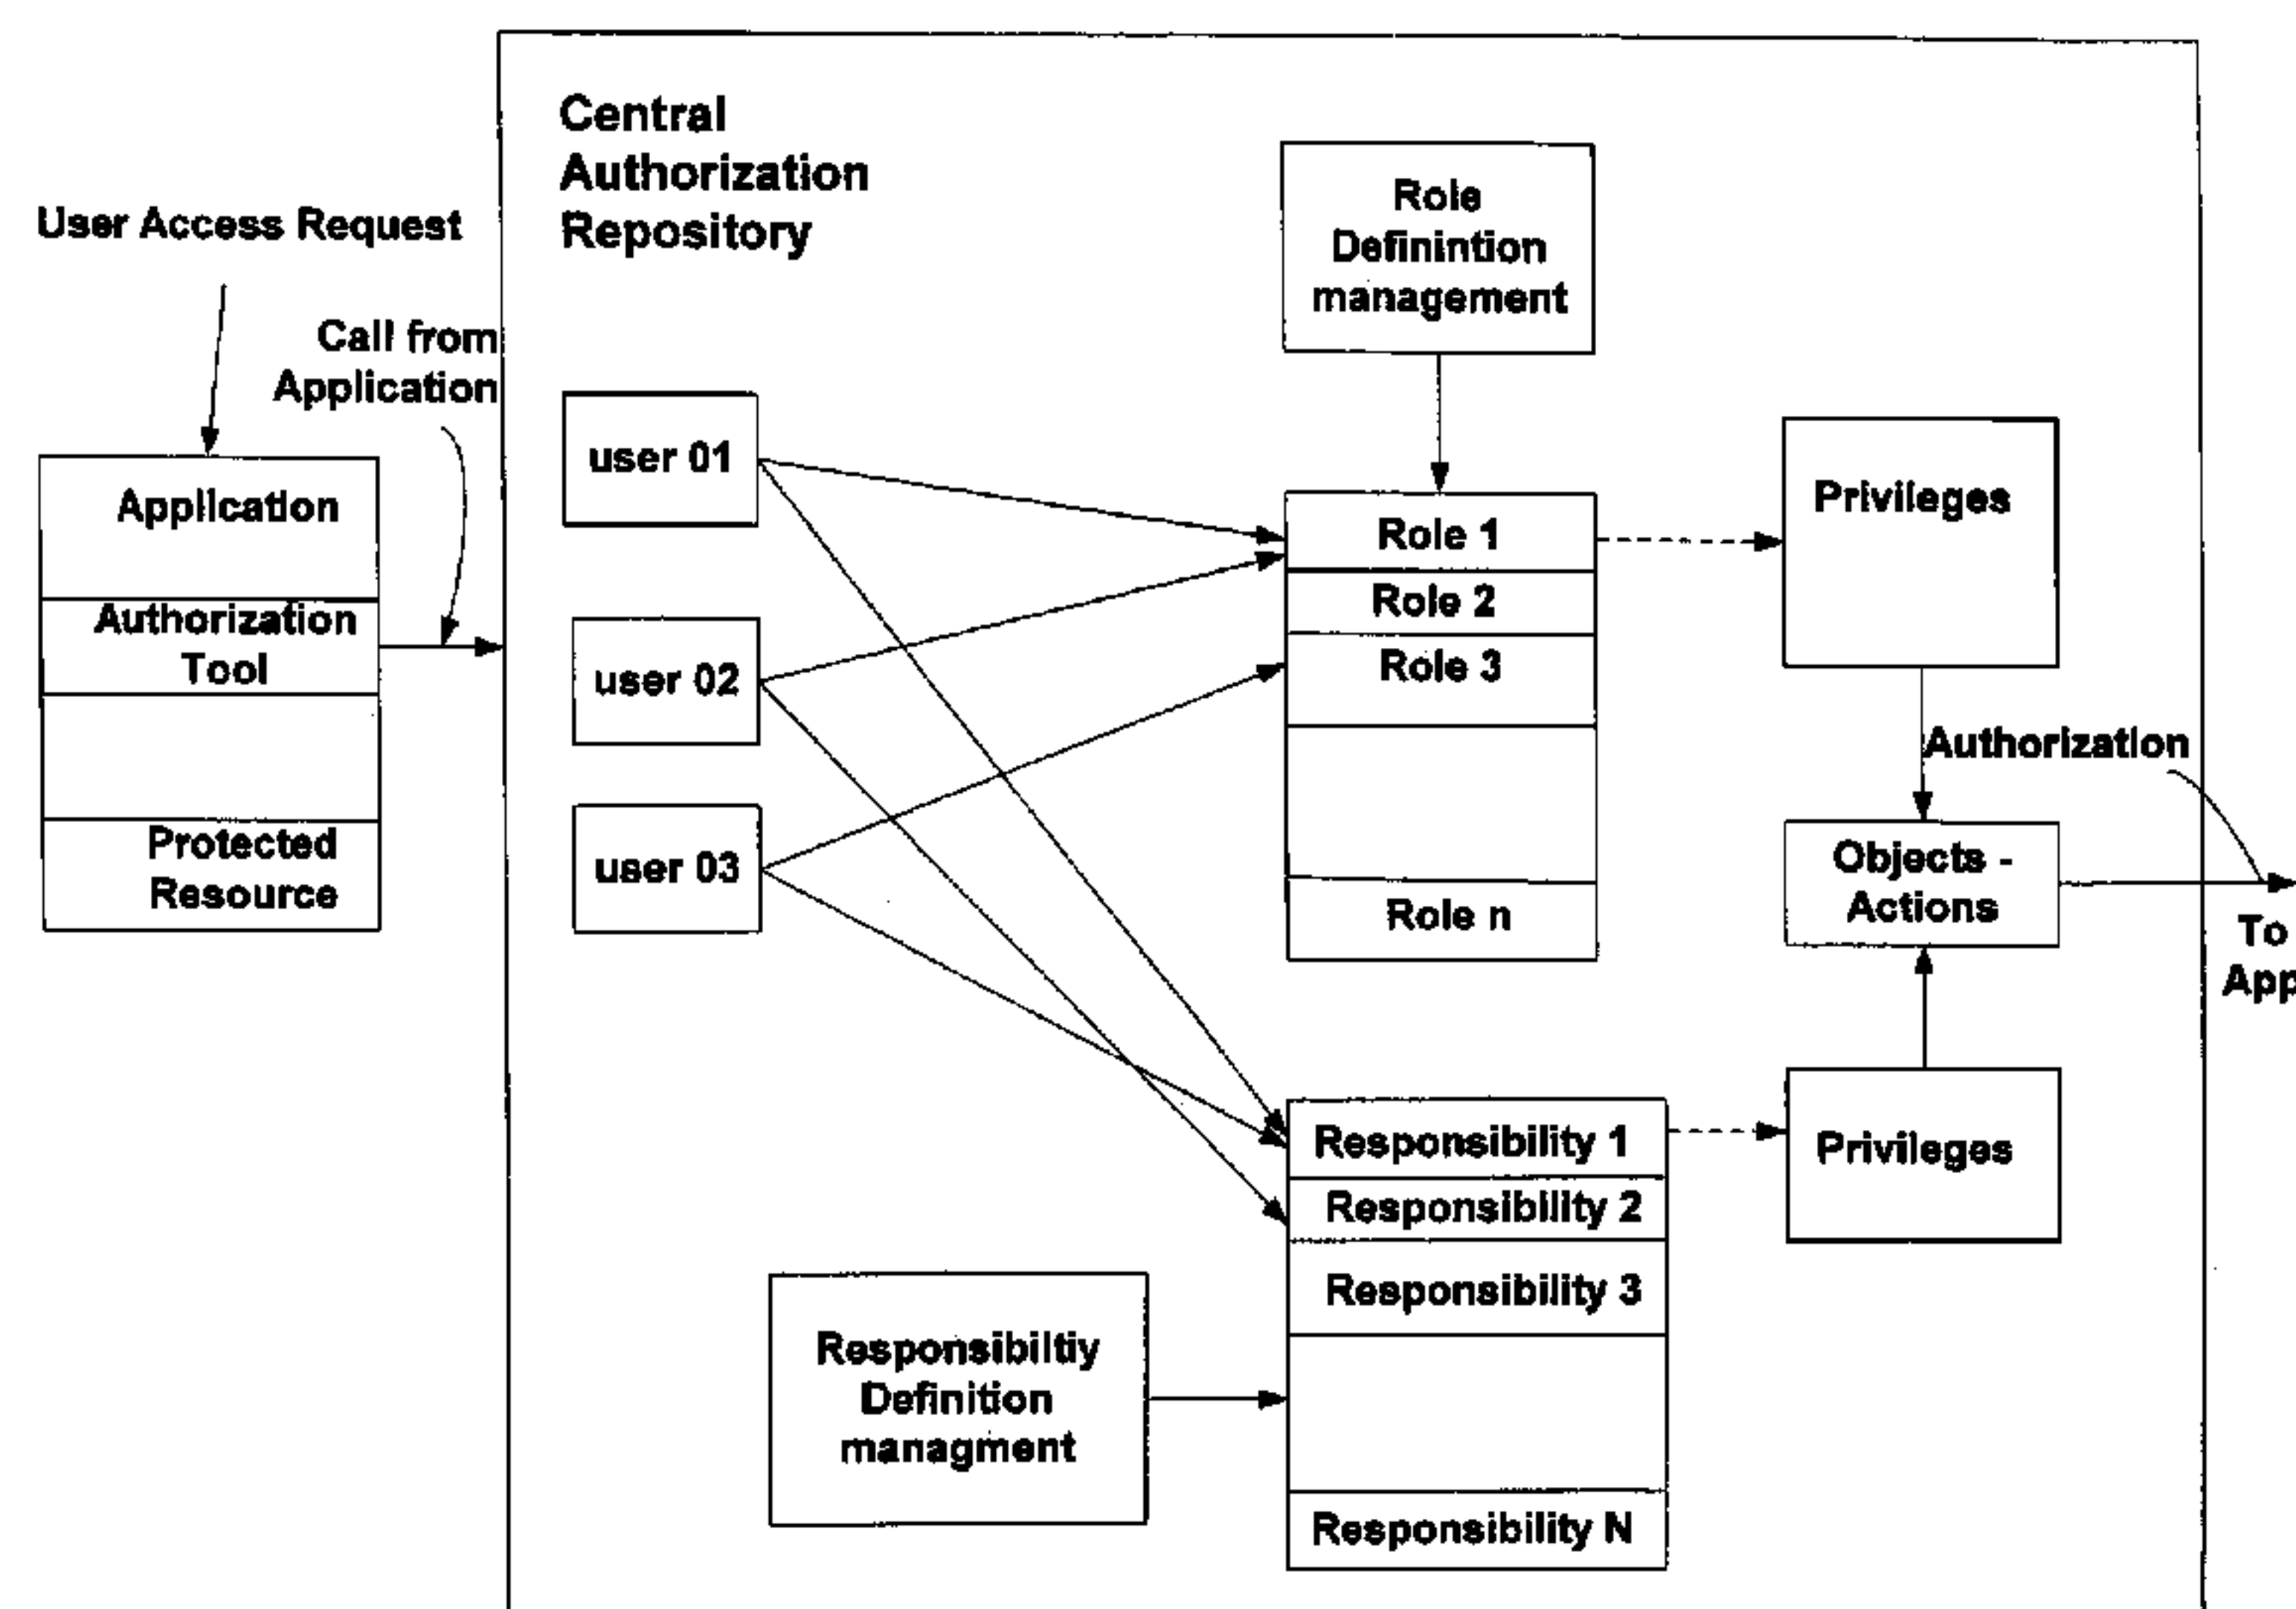 Central
Authorization
Repository
User Access Request
Call from
Application
Role
Definintion
management
user 01
Application
Authorization
Tool
Protected
Resource
user 02
user 03
Role 1
Role 2
Role 3
Role n
Privileges
Authorization
Objects -
Actions
To
App
Responsibility 1
Responsibility 2
Responsibility 3
Responsibility N
Privileges
Responsibiltiy
Definition
managment